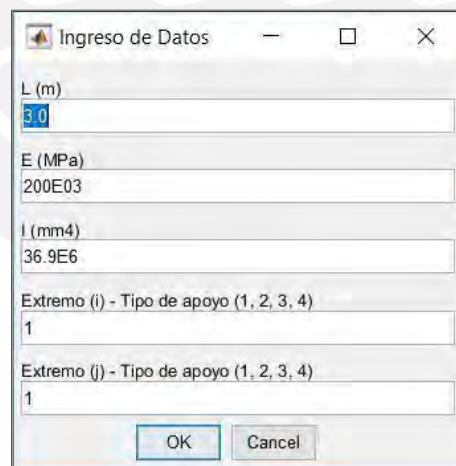 Ingreso de Datos
L (m)
3.0
E (MPa)
200E03
I (mm4)
36.9E6
Extremo (i) - Tipo de apoyo (1, 2, 3, 4)
1
Extremo (j) - Tipo de apoyo (1, 2, 3, 4)
1
OK Cancel